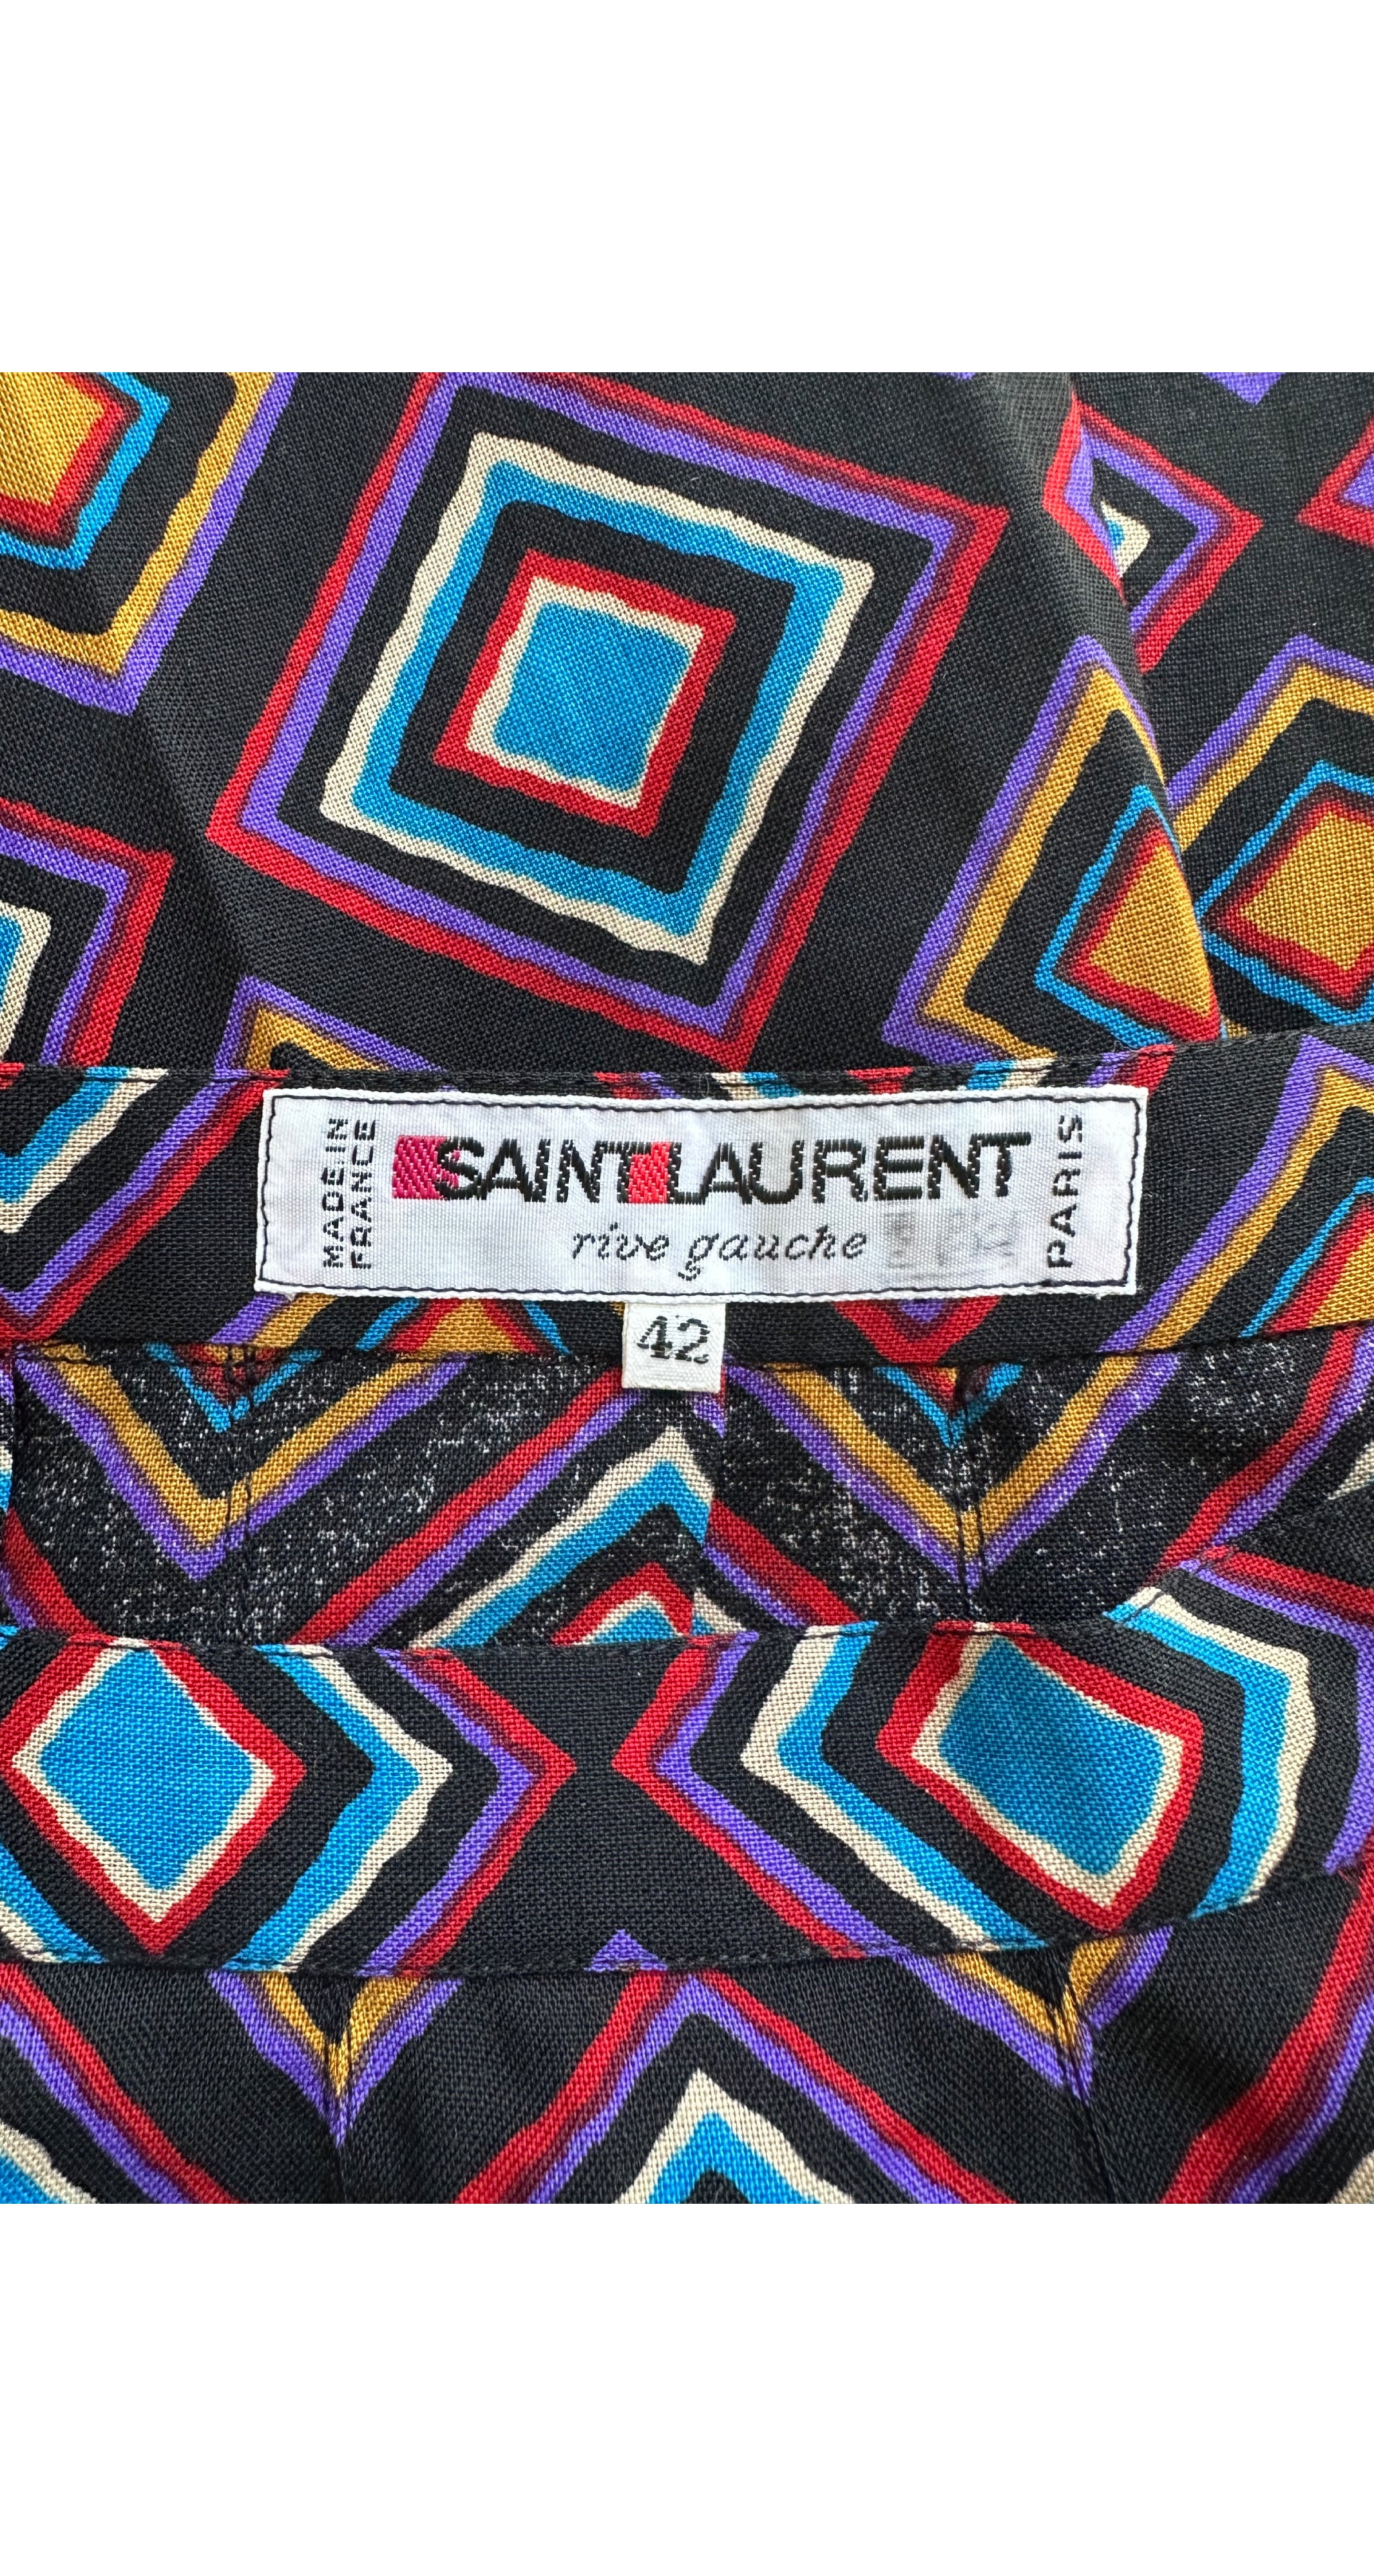 MADE IN
FRANCE
SAINT LAURENT
rive gauche
PARIS
42